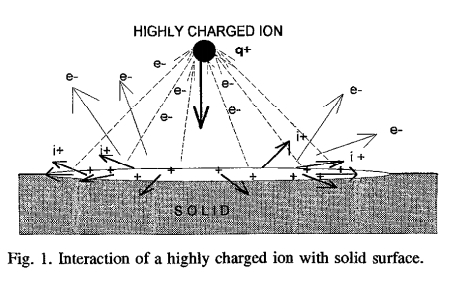 HIGHLY CHARGED ION
q+
e-
e-
e-
e-
e-
e-
e-
e-
i+
i+
i+
i+
+ + + + + + + + +
SOLID
Fig. 1. Interaction of a highly charged ion with solid surface.